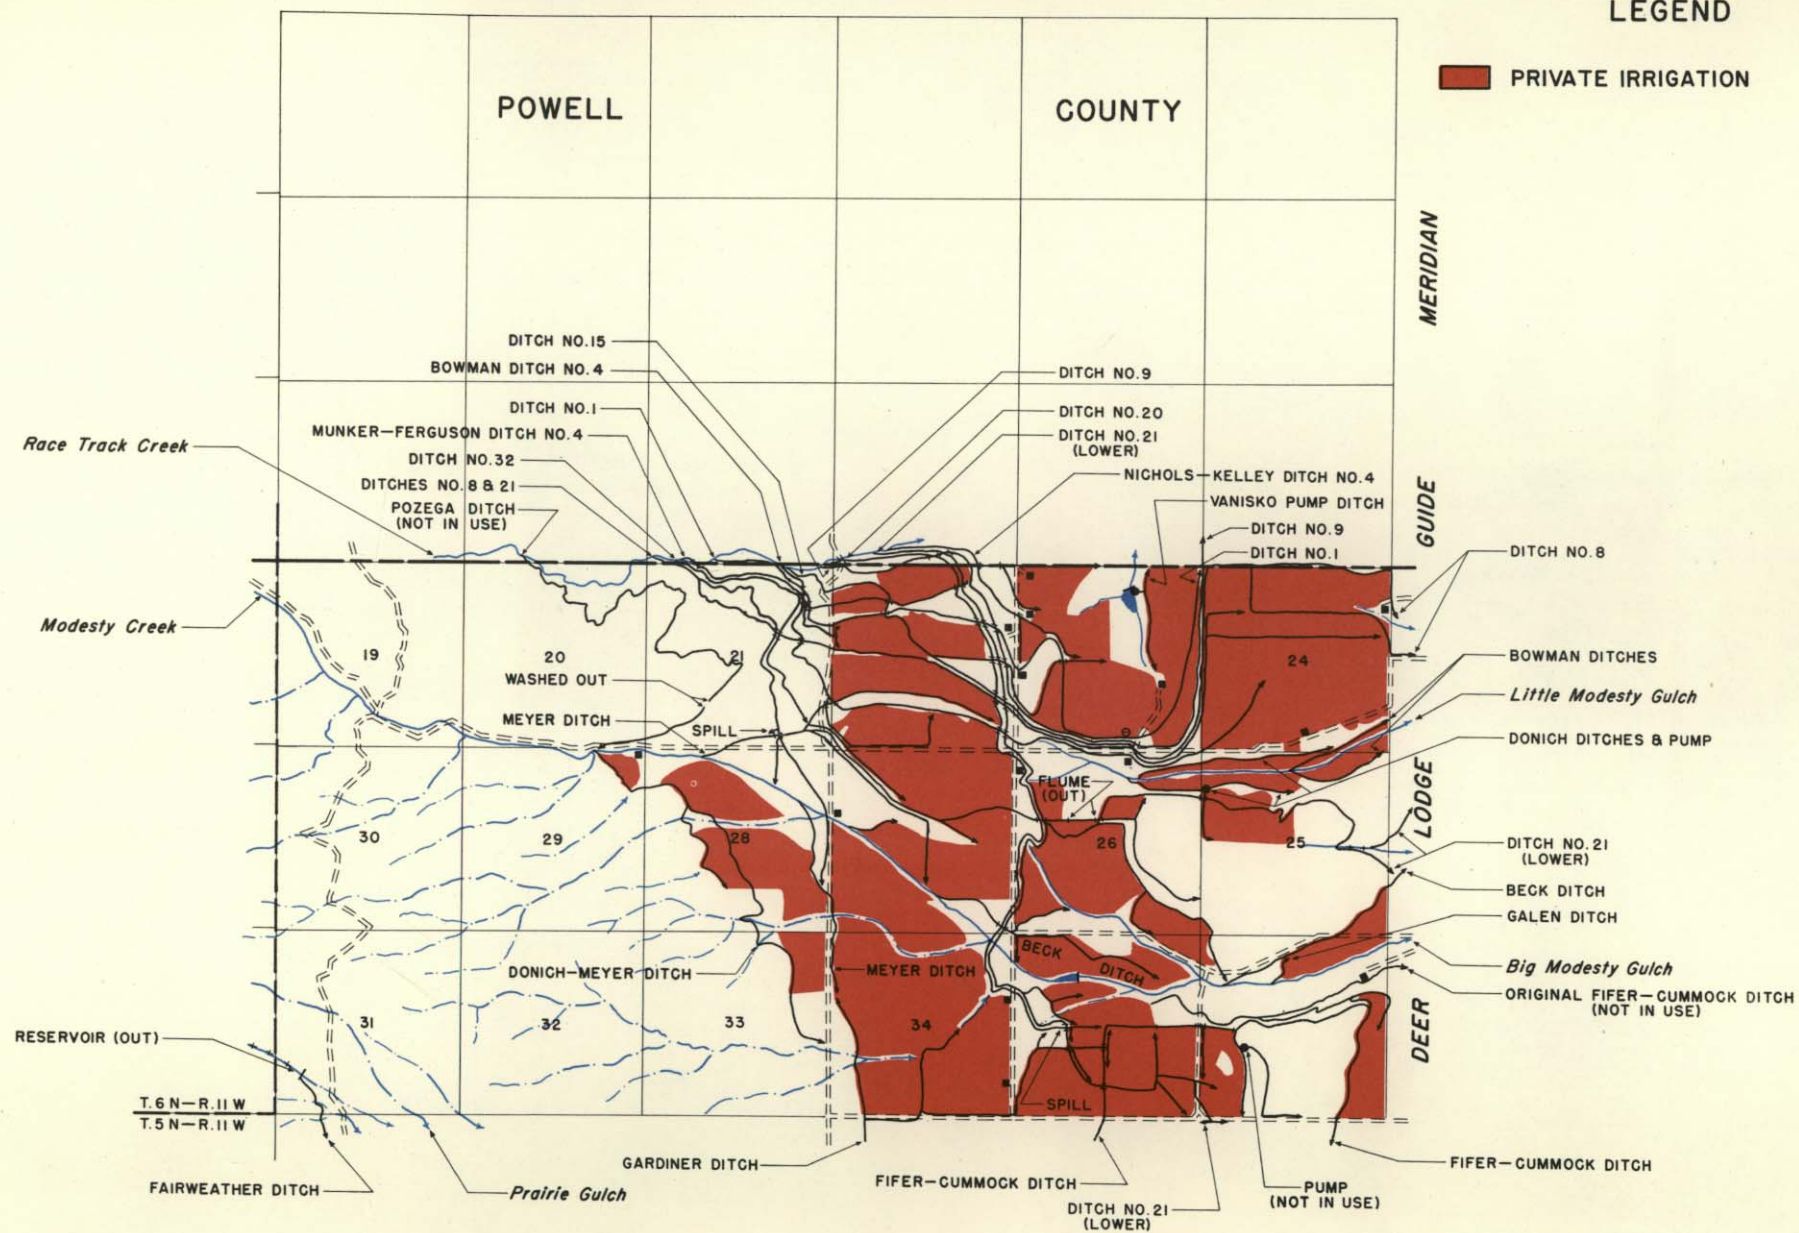 LEGEND
PRIVATE IRRIGATION
POWELL
COUNTY
MERIDIAN
GUIDE
LODGE
DEER
DITCH NO.15
BOWMAN DITCH NO. 4
DITCH NO.1
MUNKER-FERGUSON DITCH NO.4
Race Track Creek
DITCH NO.32
DITCHES NO. 8 & 21
POZEGA DITCH
(NOT IN USE)
DITCH NO.9
DITCH NO.20
DITCH NO.21
(LOWER)
NICHOLS-KELLEY DITCH NO.4
VANISKO PUMP DITCH
DITCH NO.9
DITCH NO.1
DITCH NO.8
Modesty Creek
19
20
21
24
WASHED OUT
MEYER DITCH
SPILL
BOWMAN DITCHES
Little Modesty Gulch
DONICH DITCHES & PUMP
FLUME
(OUT)
30
29
28
26
25
DITCH NO.21
(LOWER)
BECK DITCH
GALEN DITCH
BECK
DITCH
DONICH-MEYER DITCH
MEYER DITCH
Big Modesty Gulch
ORIGINAL FIFER-CUMMOCK DITCH
(NOT IN USE)
31
32
33
34
RESERVOIR (OUT)
SPILL
T.6 N-R.11 W
T.5 N-R.11 W
GARDINER DITCH
FIFER-CUMMOCK DITCH
FAIRWEATHER DITCH
Prairie Gulch
FIFER-CUMMOCK DITCH
PUMP
(NOT IN USE)
DITCH NO.21
(LOWER)